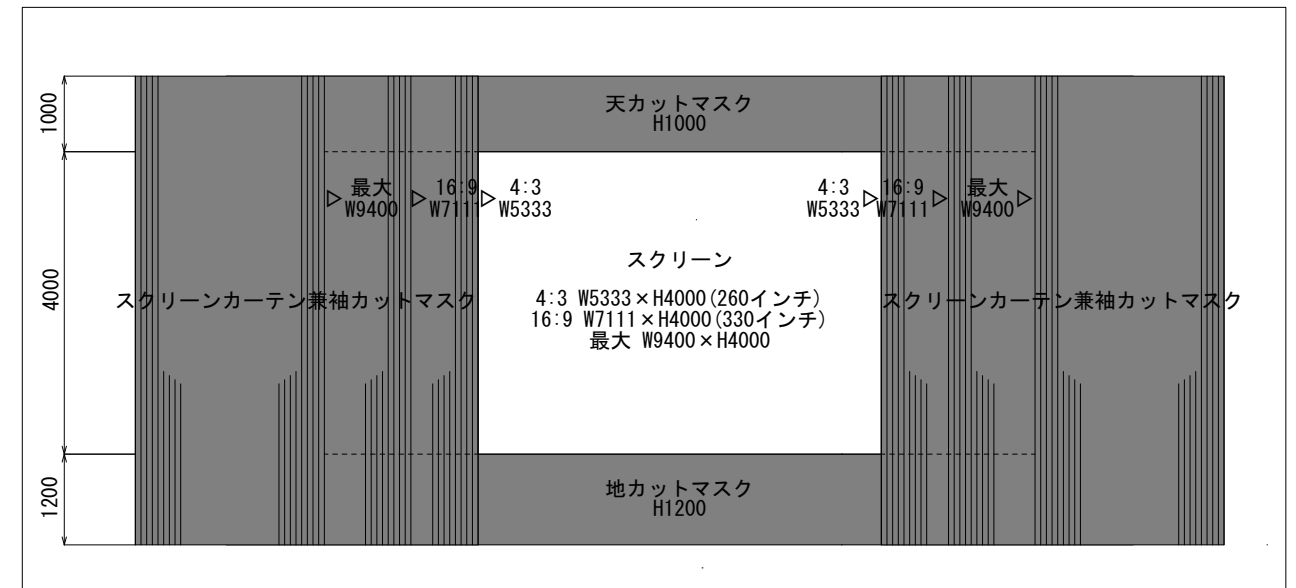 1000
天カットマスク
H1000
最大
W9400
16:9
W7111
4:3
W5333
4:3
W5333
16:9
W7111
最大
W9400
4000
スクリーン
スクリーンカーテン兼袖カットマスク
4:3 W5333×H4000(260インチ)
16:9 W7111×H4000(330インチ)
最大 W9400×H4000
スクリーンカーテン兼袖カットマスク
1200
地カットマスク
H1200